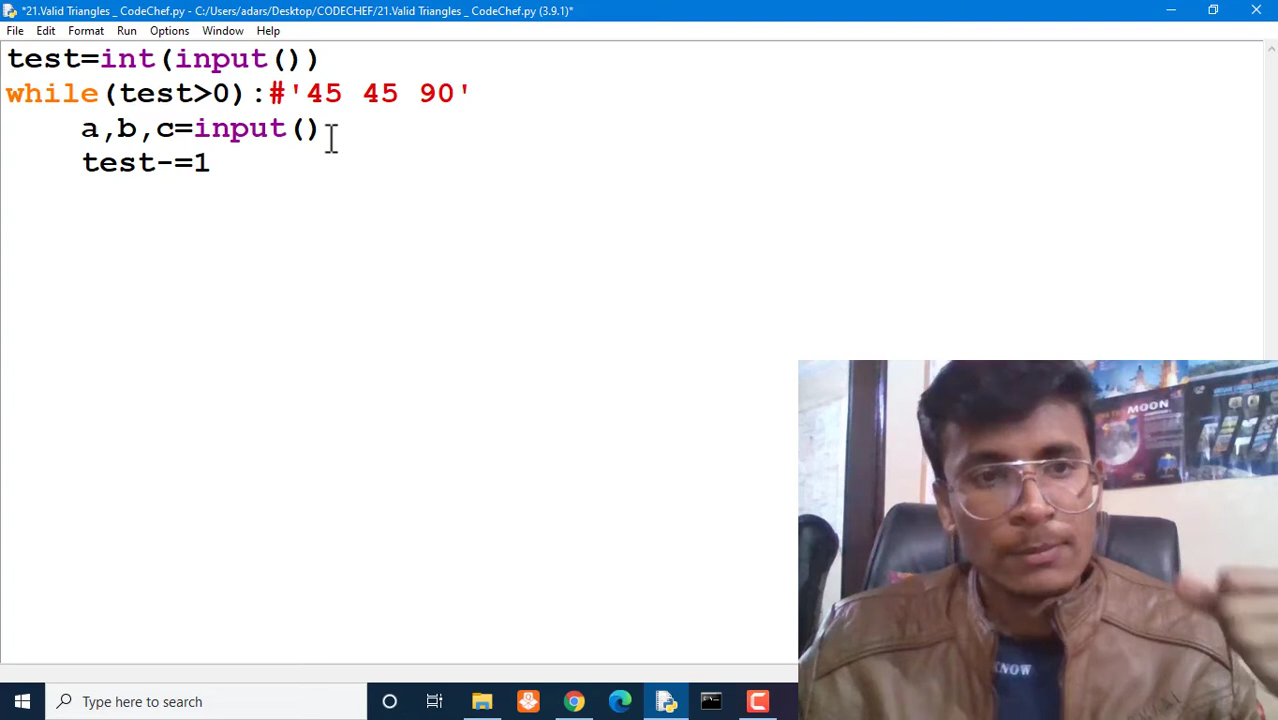 *21.Valid Triangles _ CodeChef.py - C:/Users/adars/Desktop/CODECHEF/21.Valid Triangles _ CodeChef.py (3.9.1)*
File Edit Format Run Options Window Help
test=int(input())
while(test>0):#'45 45 90'
    a,b,c=input()
    test-=1
MOON
KNOW
Type here to search